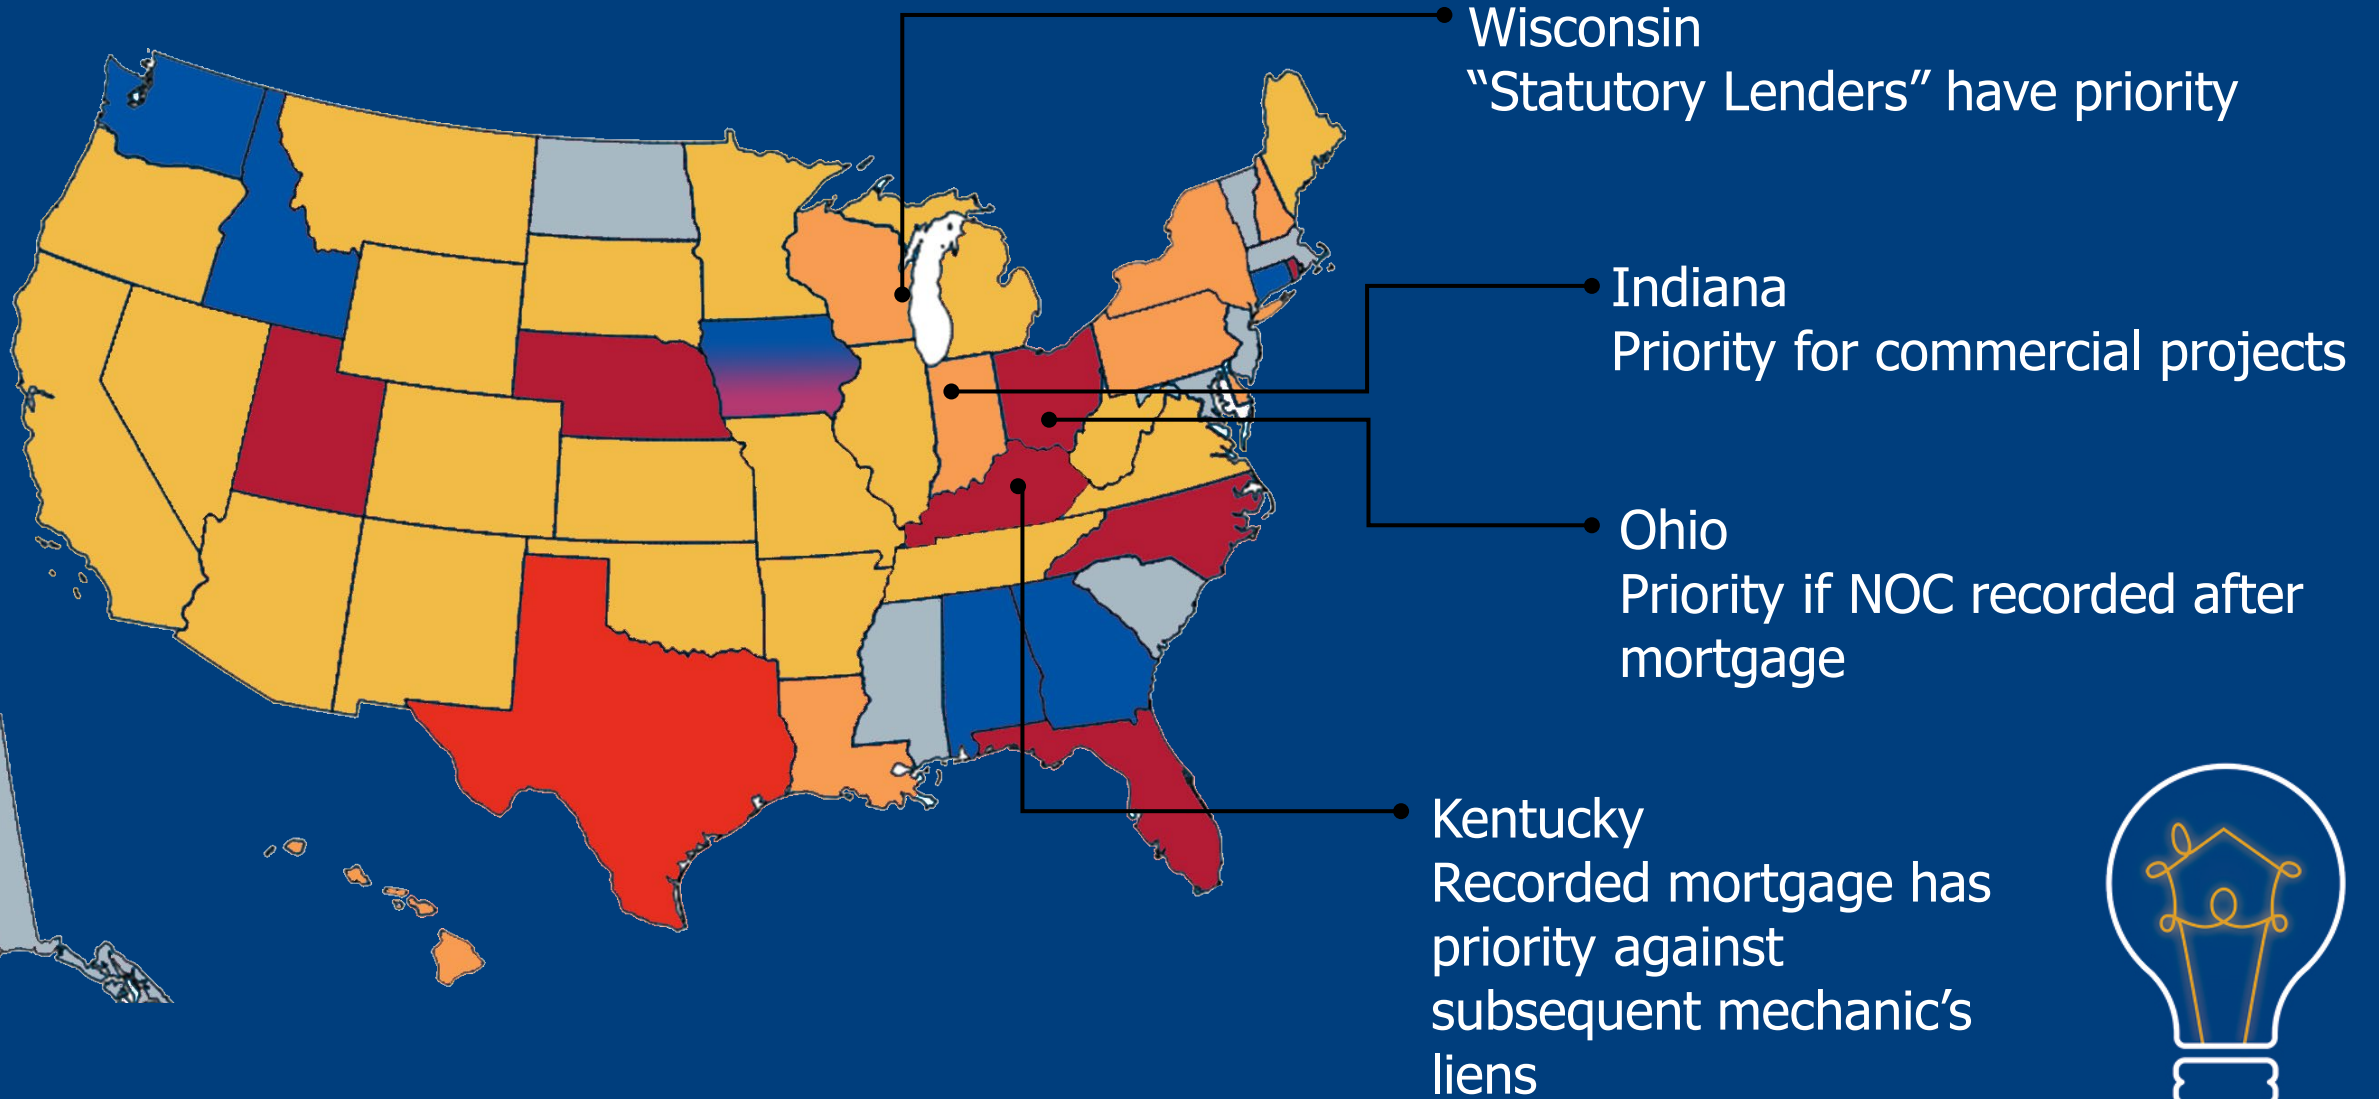 Wisconsin
“Statutory Lenders” have priority
Indiana
Priority for commercial projects
Ohio
Priority if NOC recorded after
mortgage
Kentucky
Recorded mortgage has
priority against
subsequent mechanic’s
liens